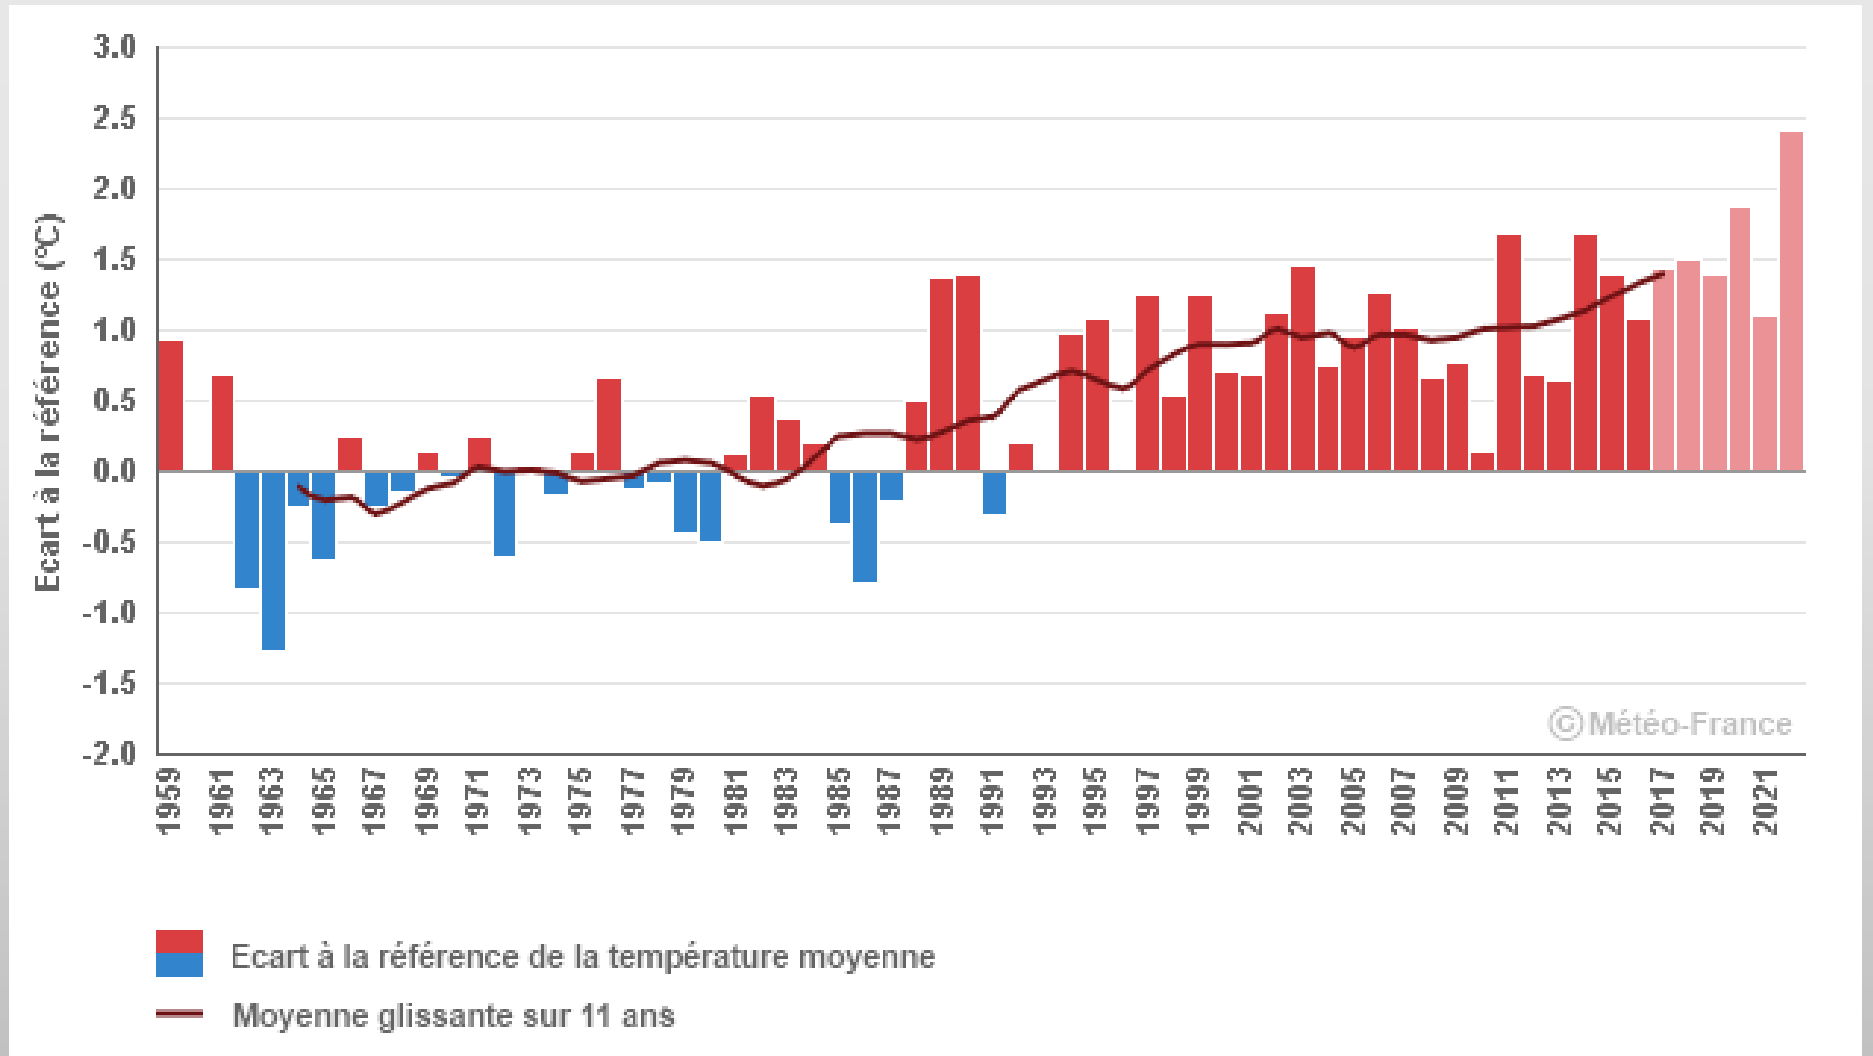 3.0
2.5
2.0
1.5
1.0
0.5
0.0
-0.5
-1.0
-1.5
-2.0
Ecart à la référence (°C)
©Météo-France
1959 1961 1963 1965 1967 1969 1971 1973 1975 1977 1979 1981 1983 1985 1987 1989 1991 1993 1995 1997 1999 2001 2003 2005 2007 2009 2011 2013 2015 2017 2019 2021
Ecart à la référence de la température moyenne
Moyenne glissante sur 11 ans